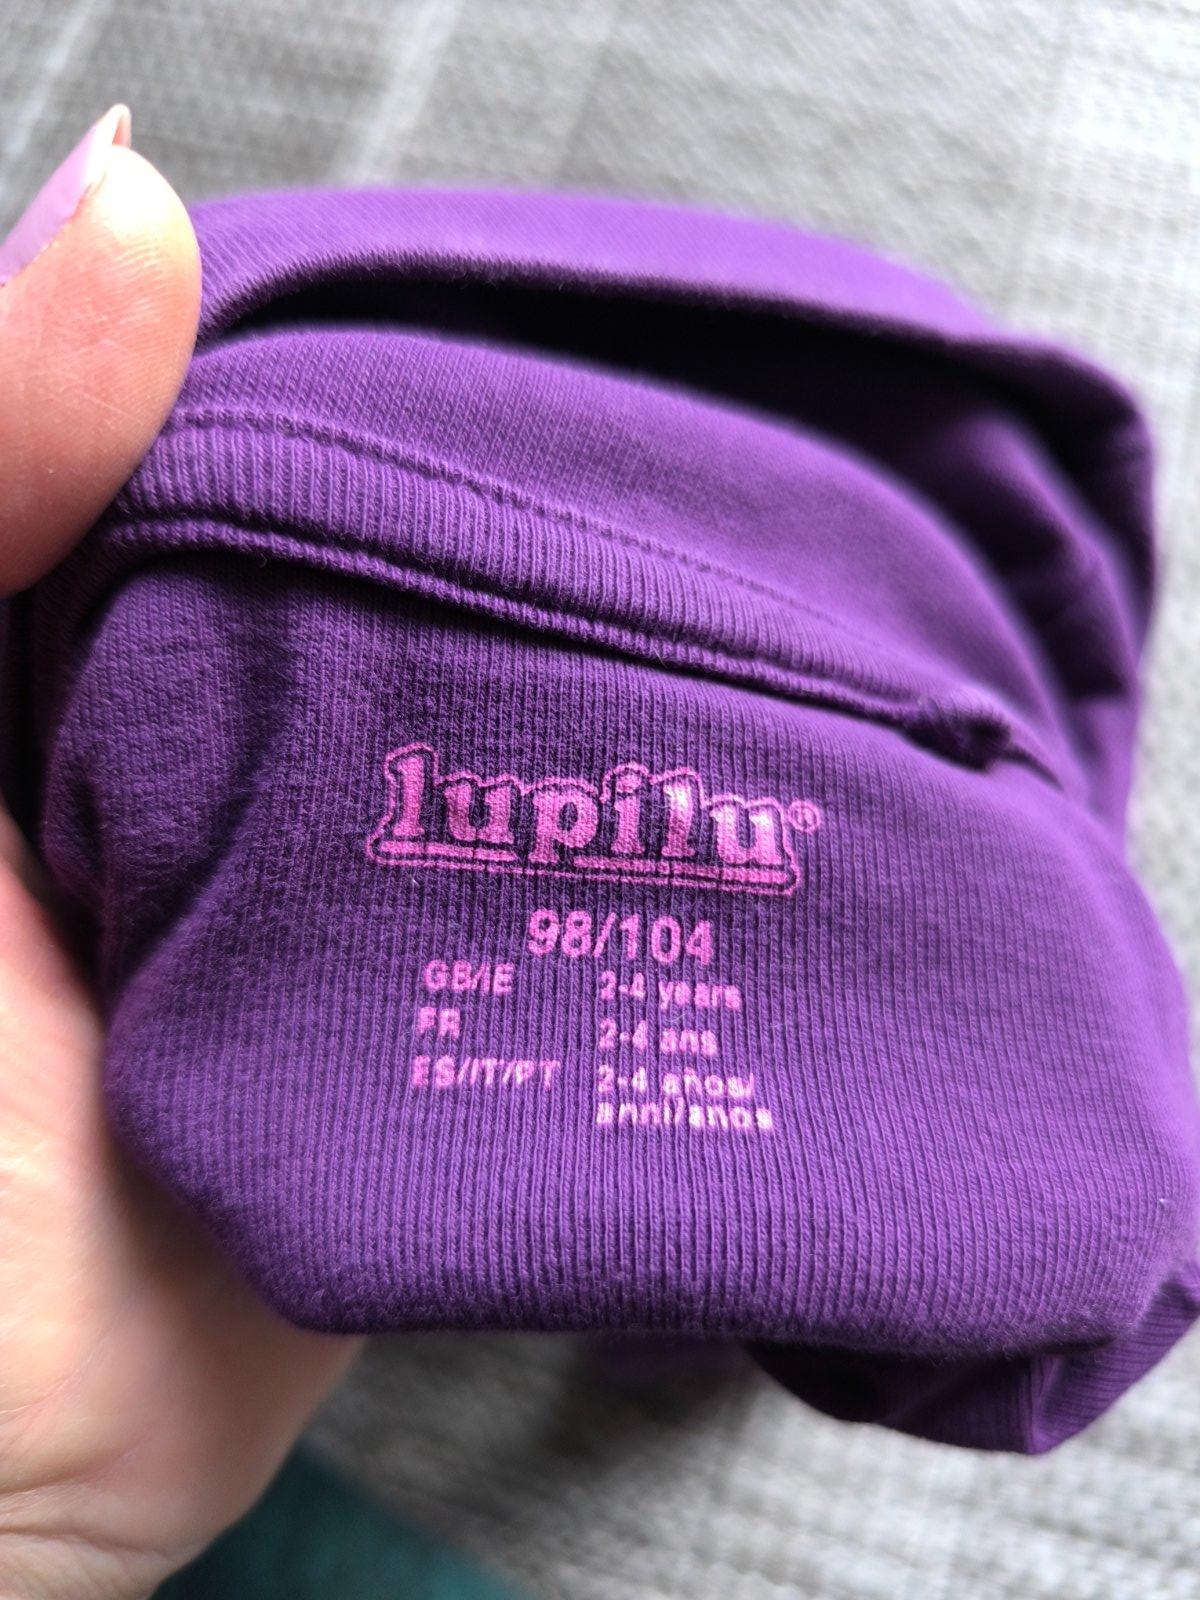 lupilu®
98/104
GB/IE 2-4 years
FR 2-4 ans
ES/IT/PT 2-4 años/
anni/anos